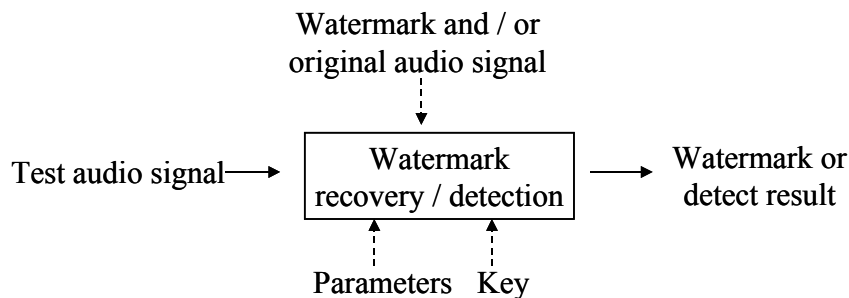 Watermark and / or
original audio signal
Test audio signal
Watermark
recovery / detection
Watermark or
detect result
Parameters Key